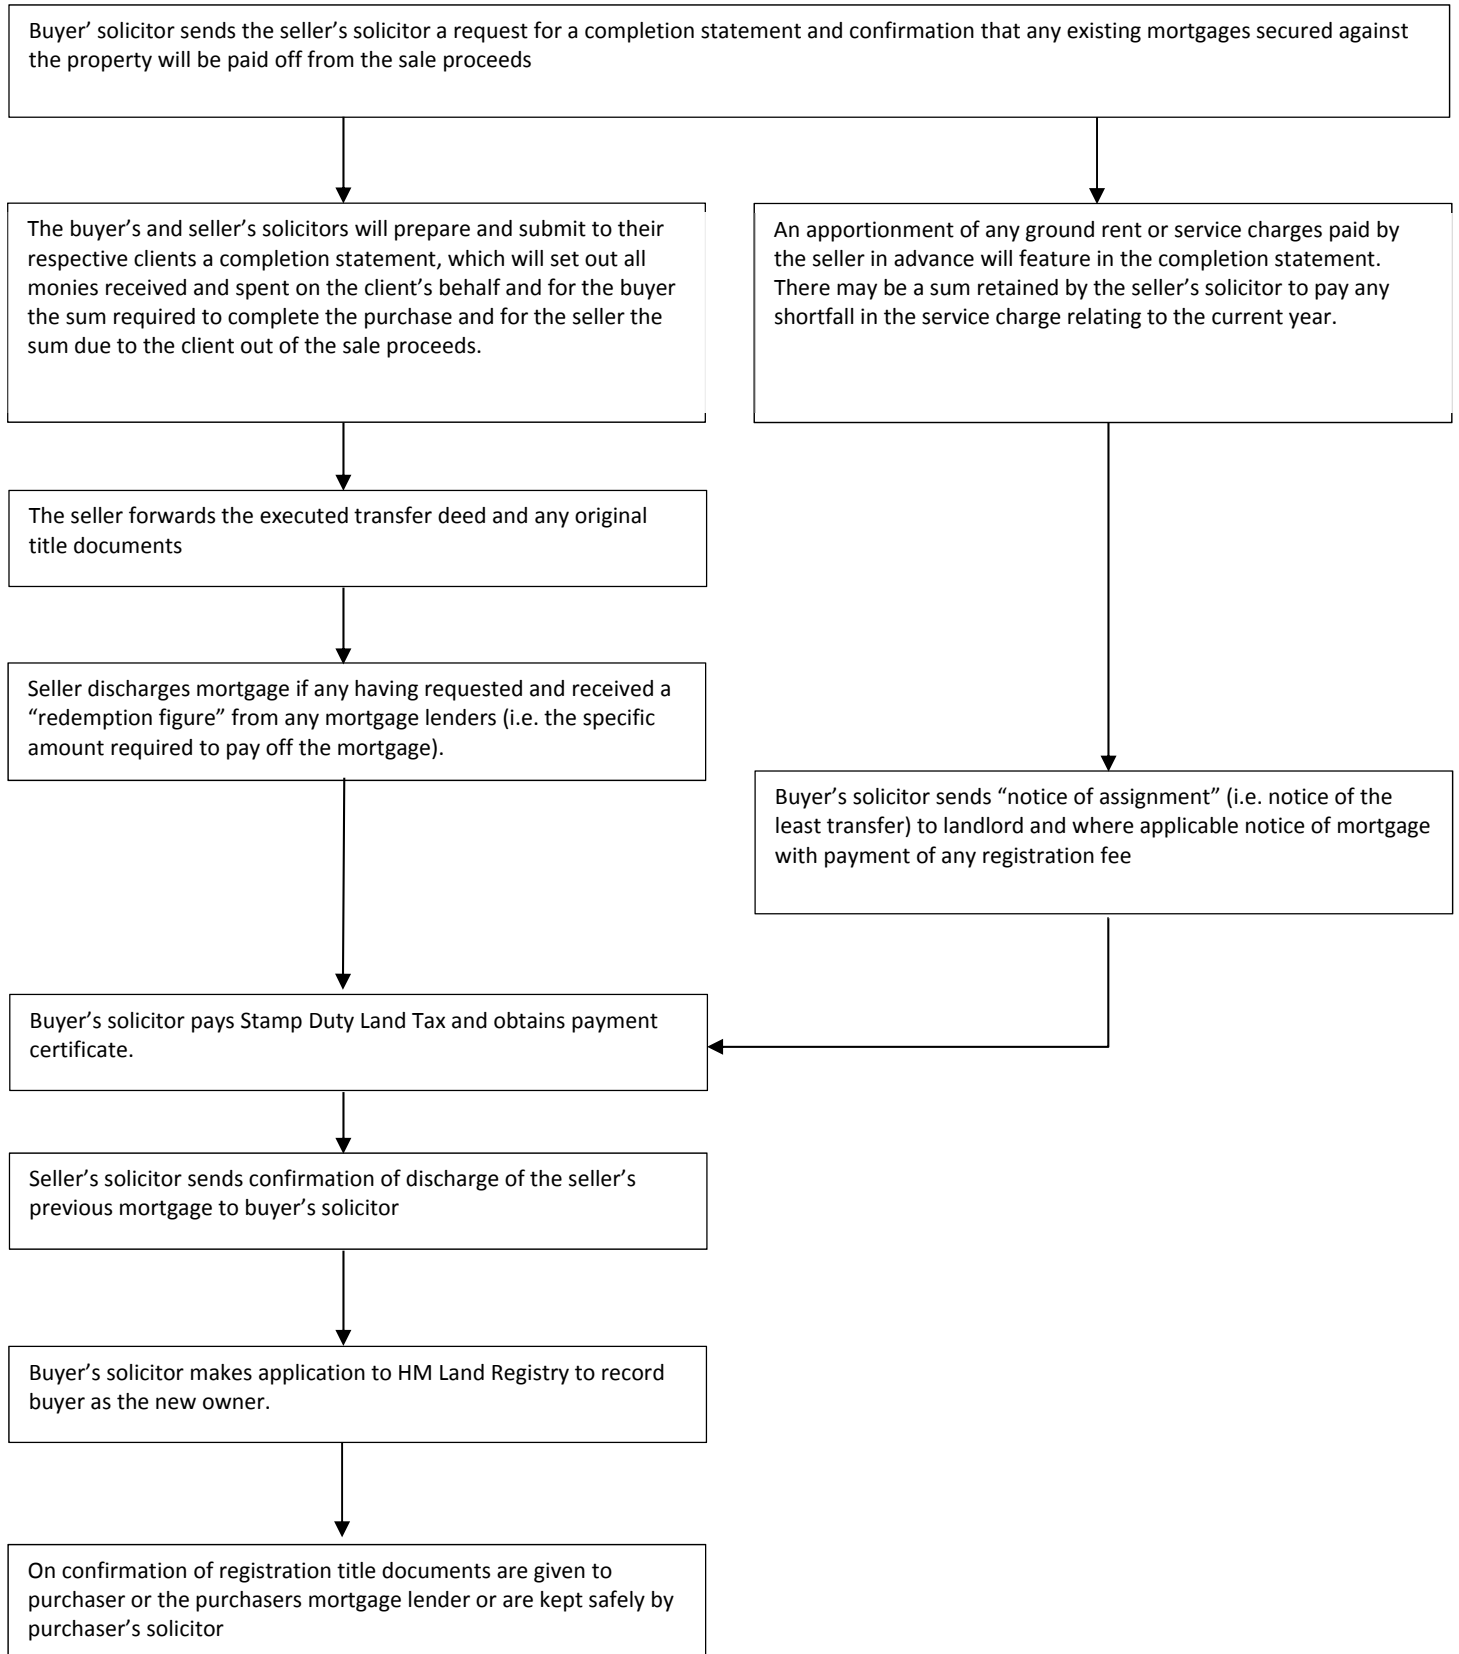 Buyer’ solicitor sends the seller’s solicitor a request for a completion statement and confirmation that any existing mortgages secured against
the property will be paid off from the sale proceeds
The buyer’s and seller’s solicitors will prepare and submit to their
respective clients a completion statement, which will set out all
monies received and spent on the client’s behalf and for the buyer
the sum required to complete the purchase and for the seller the
sum due to the client out of the sale proceeds.
An apportionment of any ground rent or service charges paid by
the seller in advance will feature in the completion statement.
There may be a sum retained by the seller’s solicitor to pay any
shortfall in the service charge relating to the current year.
The seller forwards the executed transfer deed and any original
title documents
Seller discharges mortgage if any having requested and received a
“redemption figure” from any mortgage lenders (i.e. the specific
amount required to pay off the mortgage).
Buyer’s solicitor sends “notice of assignment” (i.e. notice of the
least transfer) to landlord and where applicable notice of mortgage
with payment of any registration fee
Buyer’s solicitor pays Stamp Duty Land Tax and obtains payment
certificate.
Seller’s solicitor sends confirmation of discharge of the seller’s
previous mortgage to buyer’s solicitor
Buyer’s solicitor makes application to HM Land Registry to record
buyer as the new owner.
On confirmation of registration title documents are given to
purchaser or the purchasers mortgage lender or are kept safely by
purchaser’s solicitor